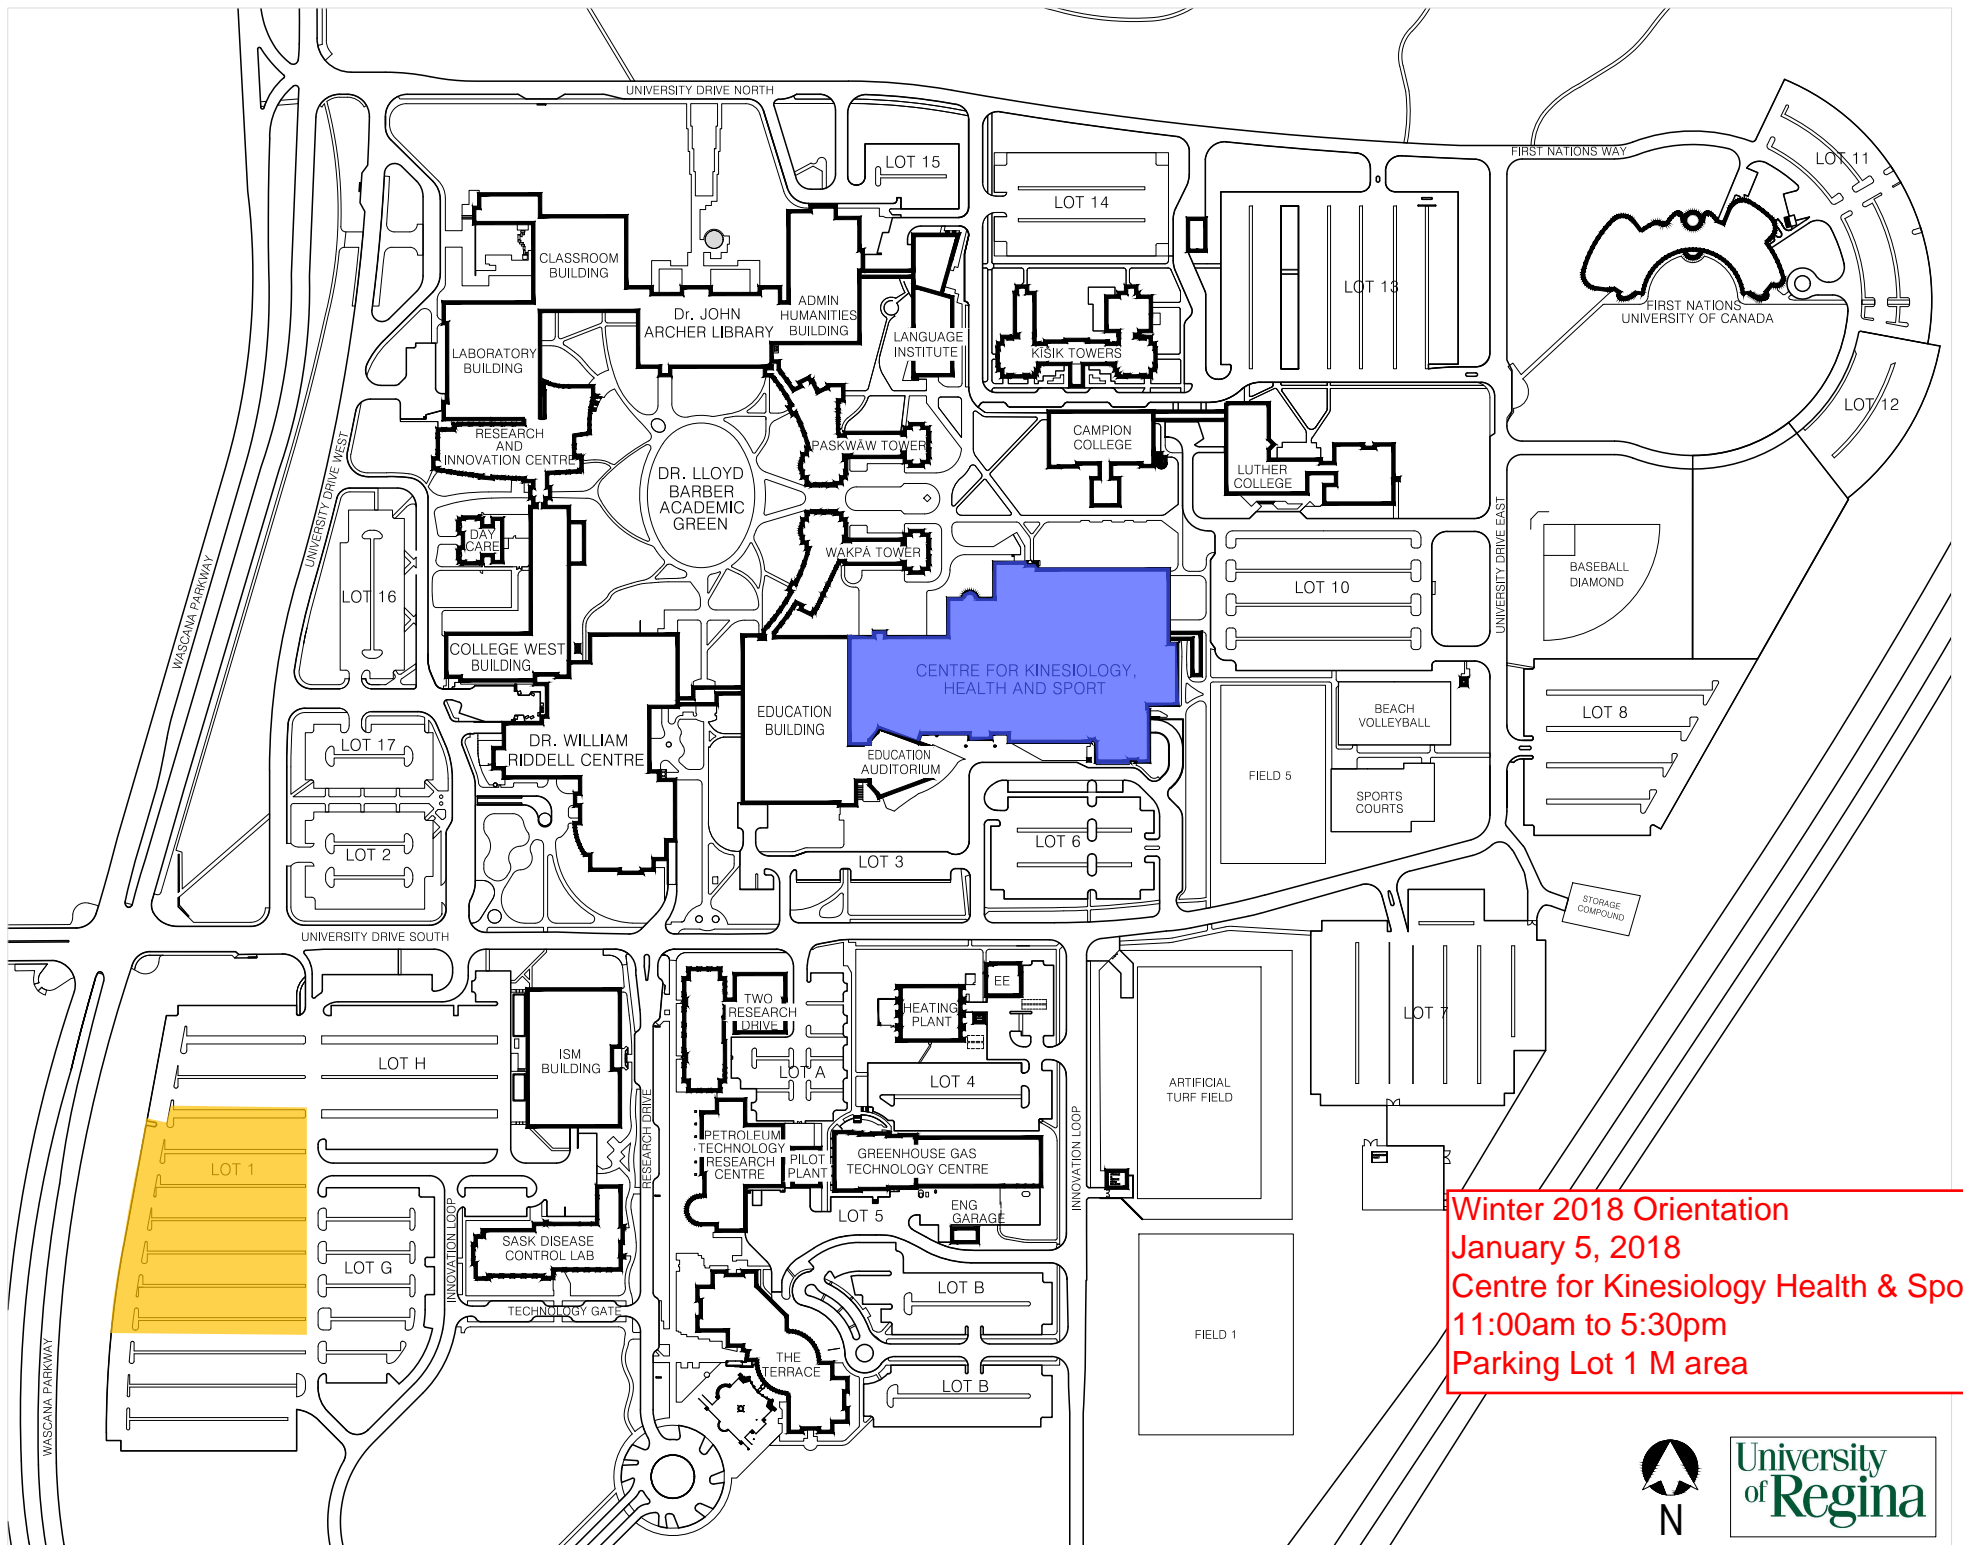 UNIVERSITY DRIVE NORTH
FIRST NATIONS WAY
LOT 11
LOT 15
LOT 14
CLASSROOM
BUILDING
LOT 13
FIRST NATIONS
UNIVERSITY OF CANADA
Dr. JOHN
ARCHER LIBRARY
ADMIN
HUMANITIES
BUILDING
LANGUAGE
INSTITUTE
KĪSIK TOWERS
LABORATORY
BUILDING
LOT 12
RESEARCH
AND
INNOVATION CENTRE
PASKWĀW TOWER
CAMPION
COLLEGE
LUTHER
COLLEGE
DR. LLOYD
BARBER
ACADEMIC
GREEN
UNIVERSITY DRIVE WEST
UNIVERSITY DRIVE EAST
DAY
CARE
WAKPĀ TOWER
BASEBALL
DIAMOND
LOT 16
LOT 10
WASCANA PARKWAY
COLLEGE WEST
BUILDING
CENTRE FOR KINESIOLOGY,
HEALTH AND SPORT
EDUCATION
BUILDING
BEACH
VOLLEYBALL
LOT 8
LOT 17
DR. WILLIAM
RIDDELL CENTRE
EDUCATION
AUDITORIUM
FIELD 5
SPORTS
COURTS
LOT 2
LOT 3
LOT 6
STORAGE
COMPOUND
UNIVERSITY DRIVE SOUTH
TWO
RESEARCH
DRIVE
HEATING
PLANT
EE
LOT 7
LOT H
ISM
BUILDING
LOT A
LOT 4
ARTIFICIAL
TURF FIELD
RESEARCH DRIVE
INNOVATION LOOP
PETROLEUM
TECHNOLOGY
RESEARCH
CENTRE
PILOT
PLANT
GREENHOUSE GAS
TECHNOLOGY CENTRE
LOT 1
LOT 5
ENG
GARAGE
INNOVATION LOOP
SASK DISEASE
CONTROL LAB
LOT G
TECHNOLOGY GATE
LOT B
FIELD 1
THE
TERRACE
LOT B
WASCANA PARKWAY
Winter 2018 Orientation
January 5, 2018
Centre for Kinesiology Health & Spo
11:00am to 5:30pm
Parking Lot 1 M area
N
University
of Regina